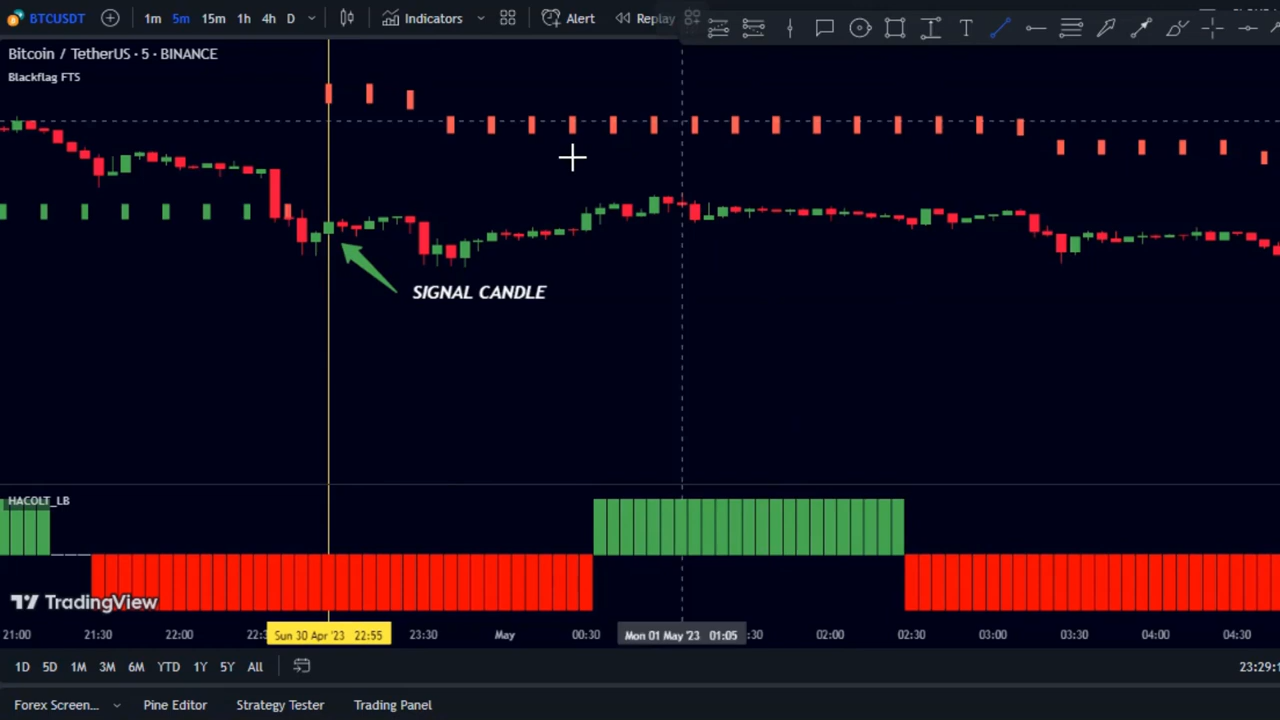 BTCUSDT 1m 5m 15m 1h 4h D Indicators Alert Replay
Bitcoin / TetherUS · 5 · BINANCE
Blackflag FTS
SIGNAL CANDLE
HACOLT_LB
TradingView
21:00 21:30 22:00 Sun 30 Apr '23 22:55 23:30 May 00:30 Mon 01 May '23 01:05 :30 02:00 02:30 03:00 03:30 04:00 04:30
1D 5D 1M 3M 6M YTD 1Y 5Y All
Forex Screen... Pine Editor Strategy Tester Trading Panel